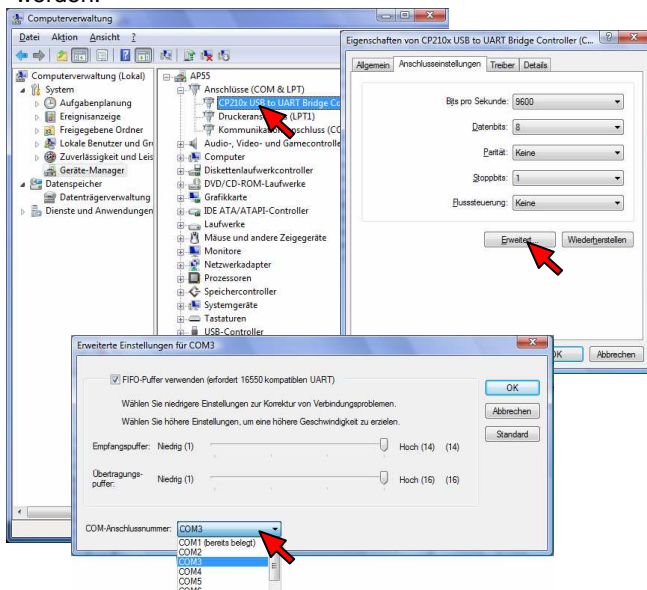 werden.
Computerverwaltung
Datei Aktion Ansicht ?
Computerverwaltung (Lokal)
System
Aufgabenplanung
Ereignisanzeige
Freigegebene Ordner
Lokale Benutzer und Gru
Zuverlässigkeit und Leis
Geräte-Manager
Datenspeicher
Datenträgerverwaltung
Dienste und Anwendungen
AP55
Anschlüsse (COM & LPT)
CP210x USB to UART Bridge Co
(LPT1)
Audio-, Video- und Gamecontrolle
Computer
Diskettenlaufwerkcontroller
DVD/CD-ROM-Laufwerke
Grafikkarte
IDE ATA/ATAPI-Controller
Laufwerke
Mäuse und andere Zeigegeräte
Monitore
Netzwerkadapter
Prozessoren
Speichercontroller
Systemgeräte
Tastaturen
USB-Controller
Eigenschaften von CP210x USB to UART Bridge Controller (C...
Allgemein Anschlusseinstellungen Treiber Details
Bits pro Sekunde: 9600
Datenbits: 8
Parität: Keine
Stoppbits: 1
Flusssteuerung: Keine
Erweitert... Wiederherstellen
Abbrechen
Erweiterte Einstellungen für COM3
FIFO-Puffer verwenden (erfordert 16550 kompatiblen UART)
Wählen Sie niedrigere Einstellungen zur Korrektur von Verbindungsproblemen.
Wählen Sie höhere Einstellungen, um eine höhere Geschwindigkeit zu erzielen.
Empfangspuffer: Niedrig (1) Hoch (14) (14)
Übertragungs-
puffer: Niedrig (1) Hoch (16) (16)
OK
Abbrechen
Standard
COM-Anschlussnummer: COM3
COM1 (bereits belegt)
COM2
COM3
COM4
COM5